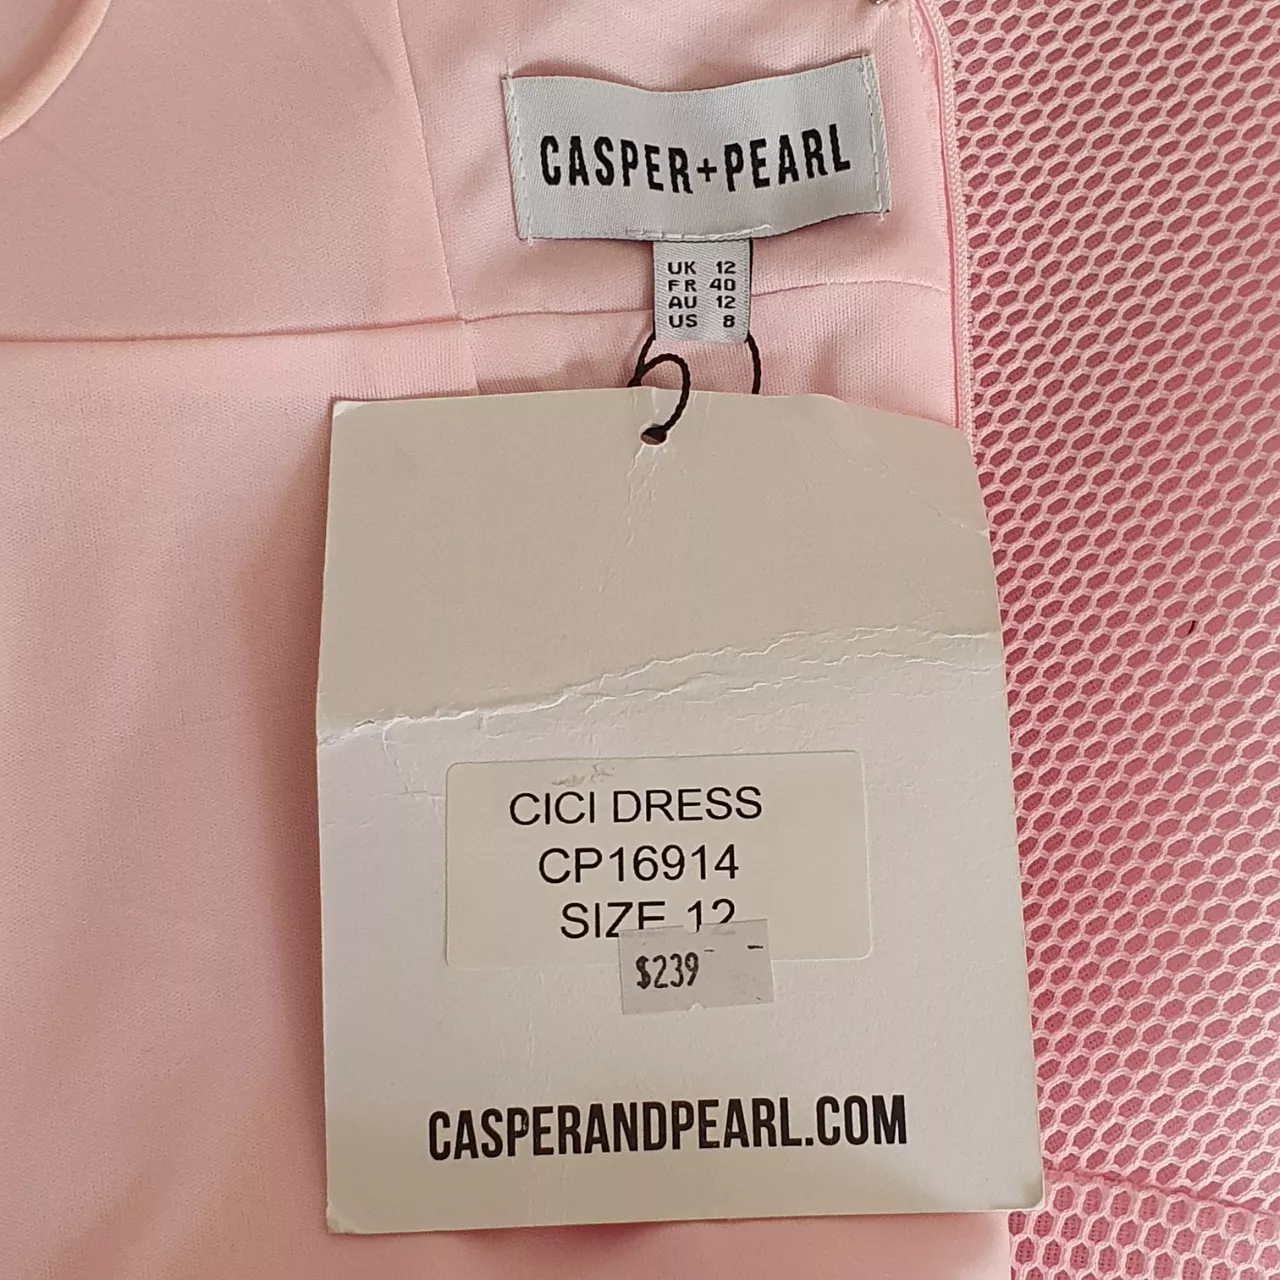 CASPER+PEARL
UK 12
FR 40
AU 12
US 8
CICI DRESS
CP16914
SIZE 12
$239
CASPERANDPEARL.COM